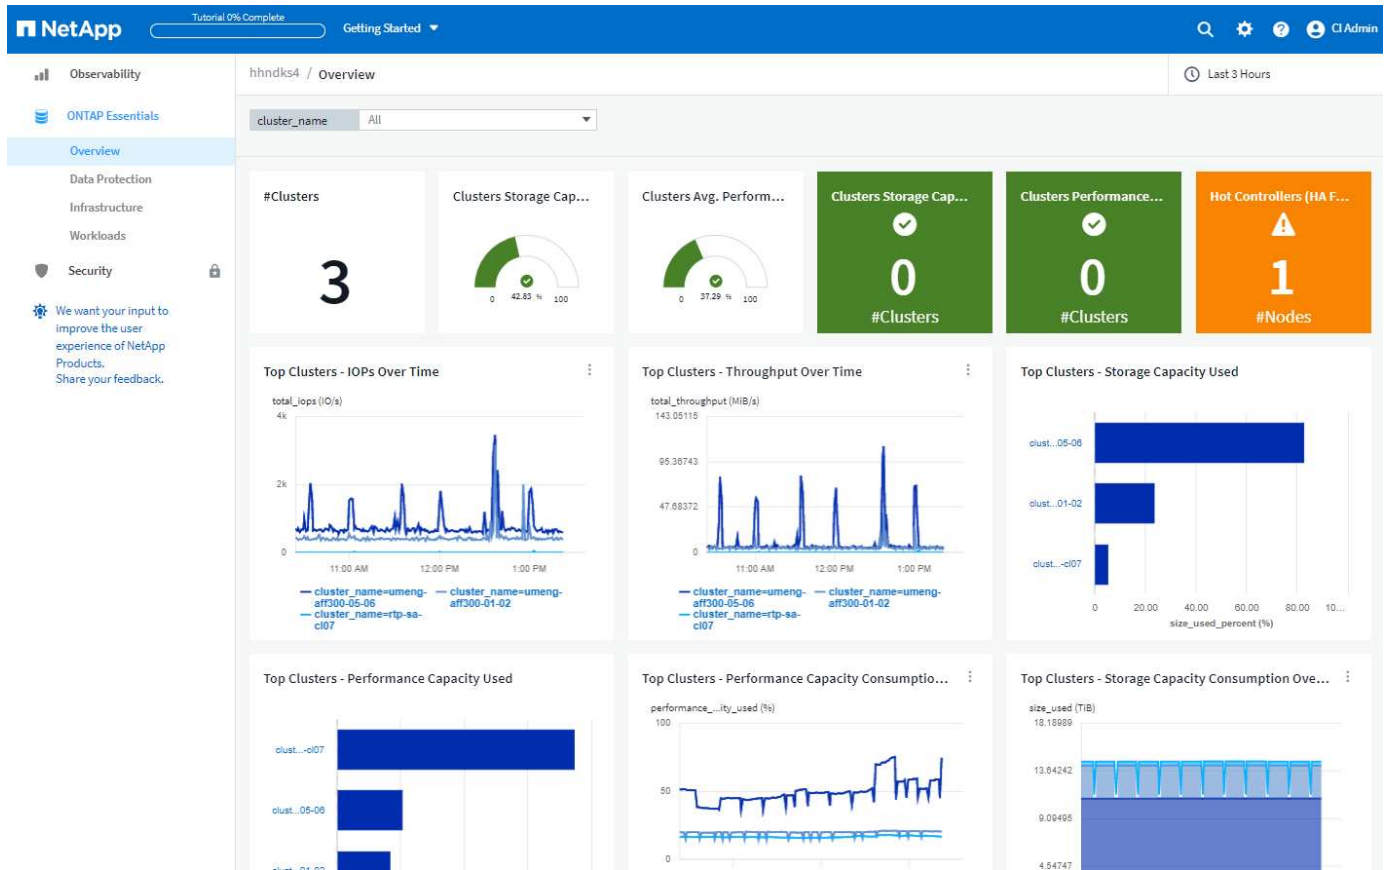 NetApp
Tutorial 0% Complete
Getting Started
CI Admin
Observability
ONTAP Essentials
Overview
Data Protection
Infrastructure
Workloads
Security
We want your input to
improve the user
experience of NetApp
Products.
Share your feedback.
hhndks4 / Overview
Last 3 Hours
cluster_name
All
#Clusters
3
Clusters Storage Cap...
0
42.83 %
100
Clusters Avg. Perform...
0
37.29 %
100
Clusters Storage Cap...
0
#Clusters
Clusters Performance...
0
#Clusters
Hot Controllers (HA F...
1
#Nodes
Top Clusters - IOPs Over Time
total_iops (IO/s)
4k
2k
0
11:00 AM
12:00 PM
1:00 PM
cluster_name=umeng-
aff300-05-06
cluster_name=umeng-
aff300-01-02
cluster_name=rtp-sa-
cl07
Top Clusters - Throughput Over Time
total_throughput (MiB/s)
143.05115
95.36743
47.68372
0
11:00 AM
12:00 PM
1:00 PM
cluster_name=umeng-
aff300-05-06
cluster_name=umeng-
aff300-01-02
cluster_name=rtp-sa-
cl07
Top Clusters - Storage Capacity Used
clust...05-06
clust...01-02
clust...-cl07
0
20.00
40.00
60.00
80.00
10...
size_used_percent (%)
Top Clusters - Performance Capacity Used
clust...-cl07
clust...05-06
clust...01-02
Top Clusters - Performance Capacity Consumptio...
performance_...ity_used (%)
100
50
0
Top Clusters - Storage Capacity Consumption Ove...
size_used (TiB)
18.18989
13.64242
9.09495
4.54747